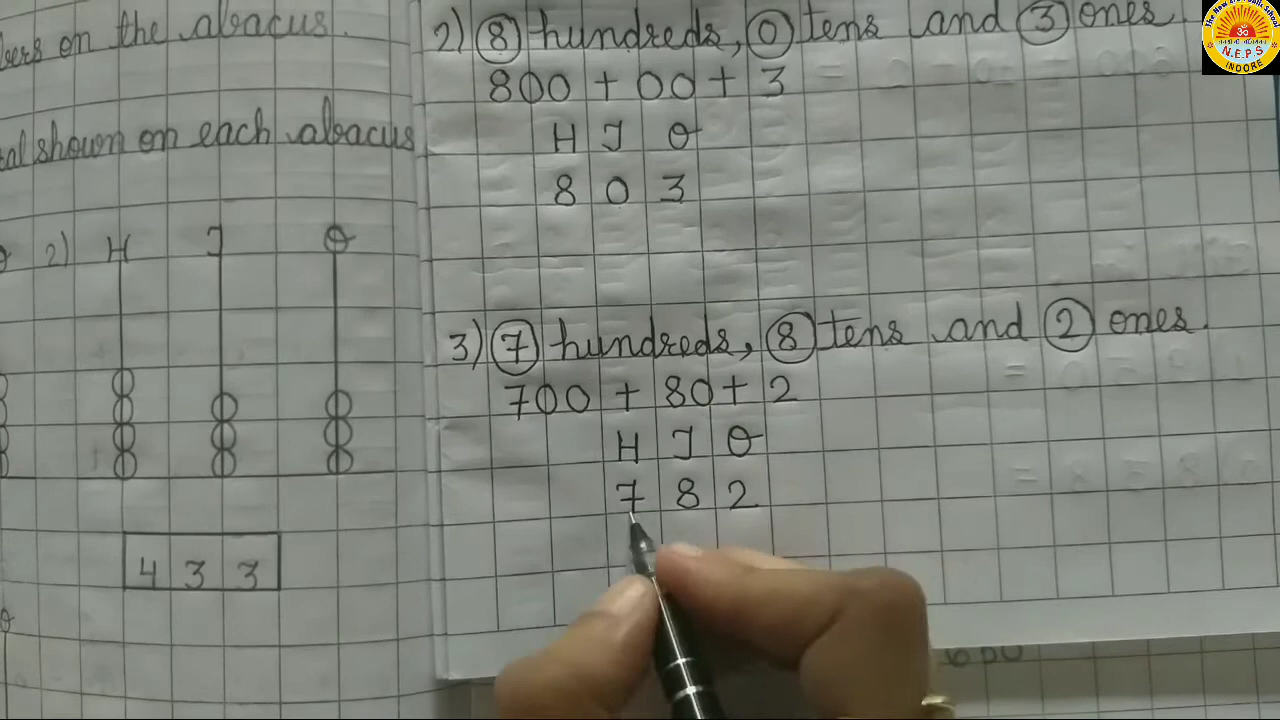 on the abacus.
shown on each abacus
2) H T O
4 3 3
2) 8 hundreds, 0 tens and 3 ones.
800 + 00 + 3
H T O
8 0 3
3) 7 hundreds, 8 tens and 2 ones.
700 + 80 + 2
H T O
7 8 2
30
N.E.P.S
INDORE